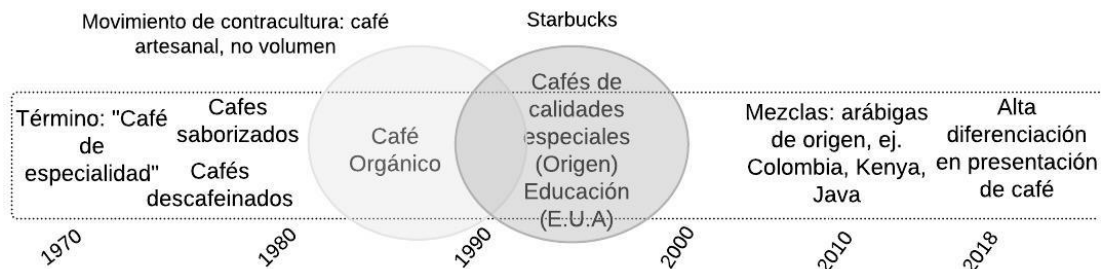 Movimiento de contracultura: café
artesanal, no volumen
Starbucks
Término: "Café
de
especialidad"
Cafes
saborizados
Cafés
descafeinados
Café
Orgánico
Cafés de
calidades
especiales
(Origen)
Educación
(E.U.A)
Mezclas: arábigas
de origen, ej.
Colombia, Kenya,
Java
Alta
diferenciación
en presentación
de café
1970
1980
1990
2000
2010
2018